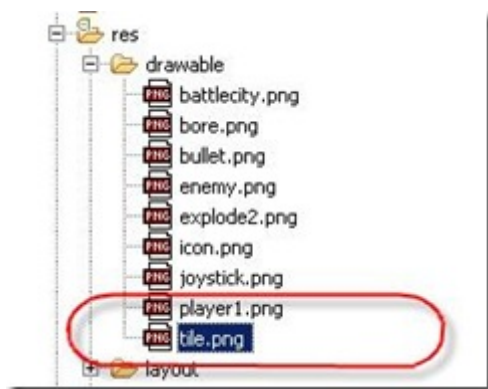 res
drawable
battlecity.png
bore.png
bullet.png
enemy.png
explode2.png
icon.png
joystick.png
player1.png
tile.png
layout